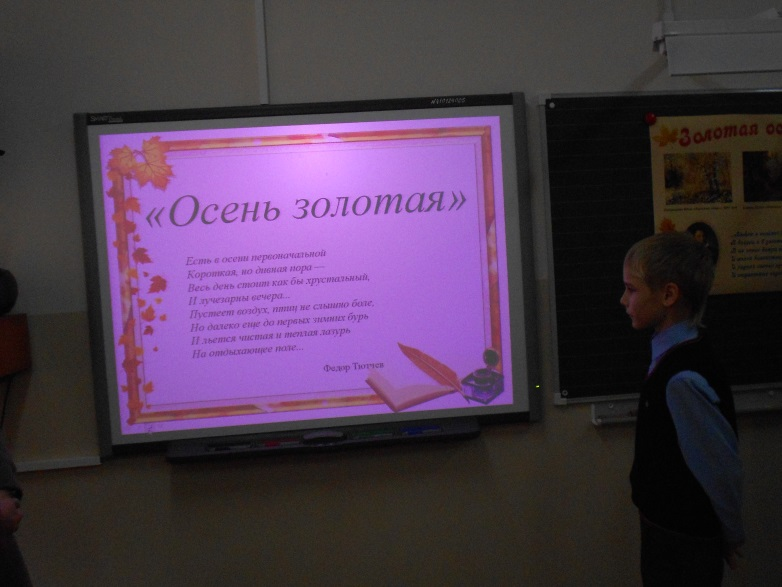 «Осень золотая»
Есть в осени первоначальной
Короткая, но дивная пора—
Весь день стоит как бы хрустальный,
И лучезарны вечера...
Пустеет воздух, птиц не слышно боле,
Но далеко еще до первых зимних бурь
И льется чистая и теплая лазурь
На отдыхающее поле...
Федор Тютчев
Золотая